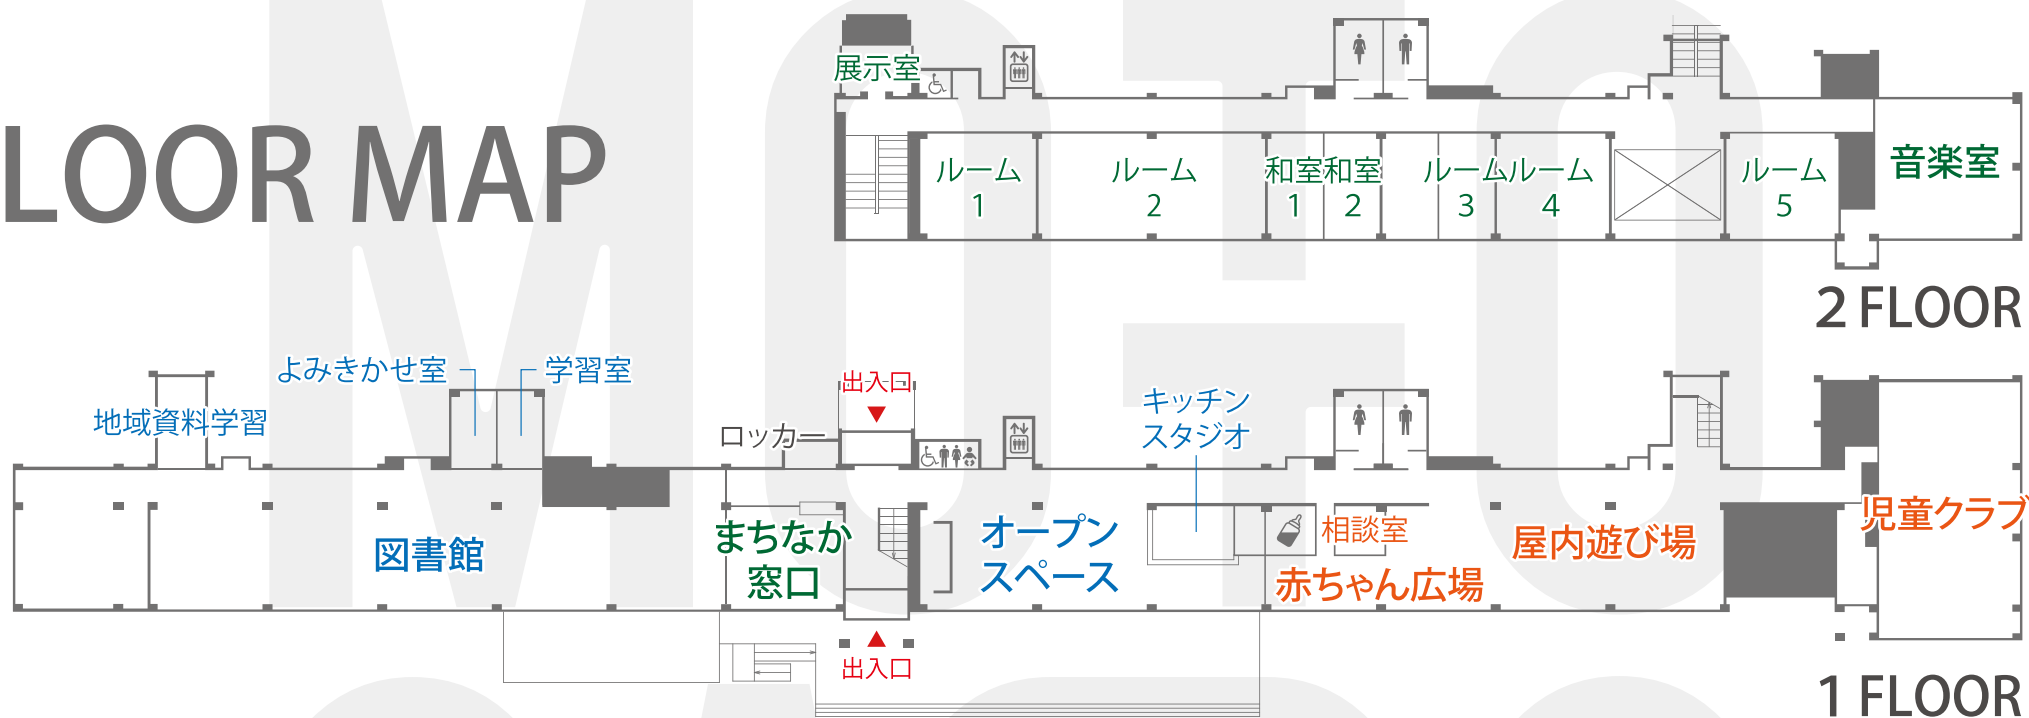 LOOR MAP
展示室
ルーム
1
ルーム
2
和室
1
和室
2
ルーム
3
ルーム
4
ルーム
5
音楽室
2 FLOOR
よみきかせ室
学習室
地域資料学習
ロッカー
出入口
キッチン
スタジオ
図書館
まちなか
窓口
オープン
スペース
相談室
赤ちゃん広場
屋内遊び場
児童クラブ
出入口
1 FLOOR